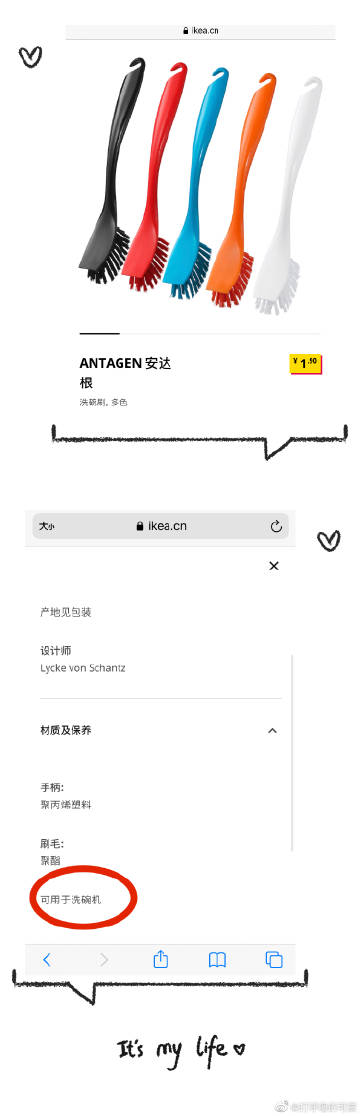 ikea.cn
ANTAGEN 安达
根
¥ 1.90
洗碗刷, 多色
大小
ikea.cn
产地见包装
设计师
Lycke von Schantz
材质及保养
手柄:
聚丙烯塑料
刷毛:
聚酯
可用于洗碗机
It's my life